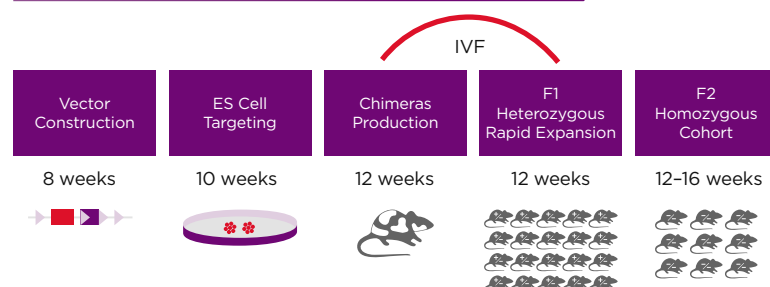 IVF
Vector
Construction
ES Cell
Targeting
Chimeras
Production
F1
Heterozygous
Rapid Expansion
F2
Homozygous
Cohort
8 weeks
10 weeks
12 weeks
12 weeks
12–16 weeks